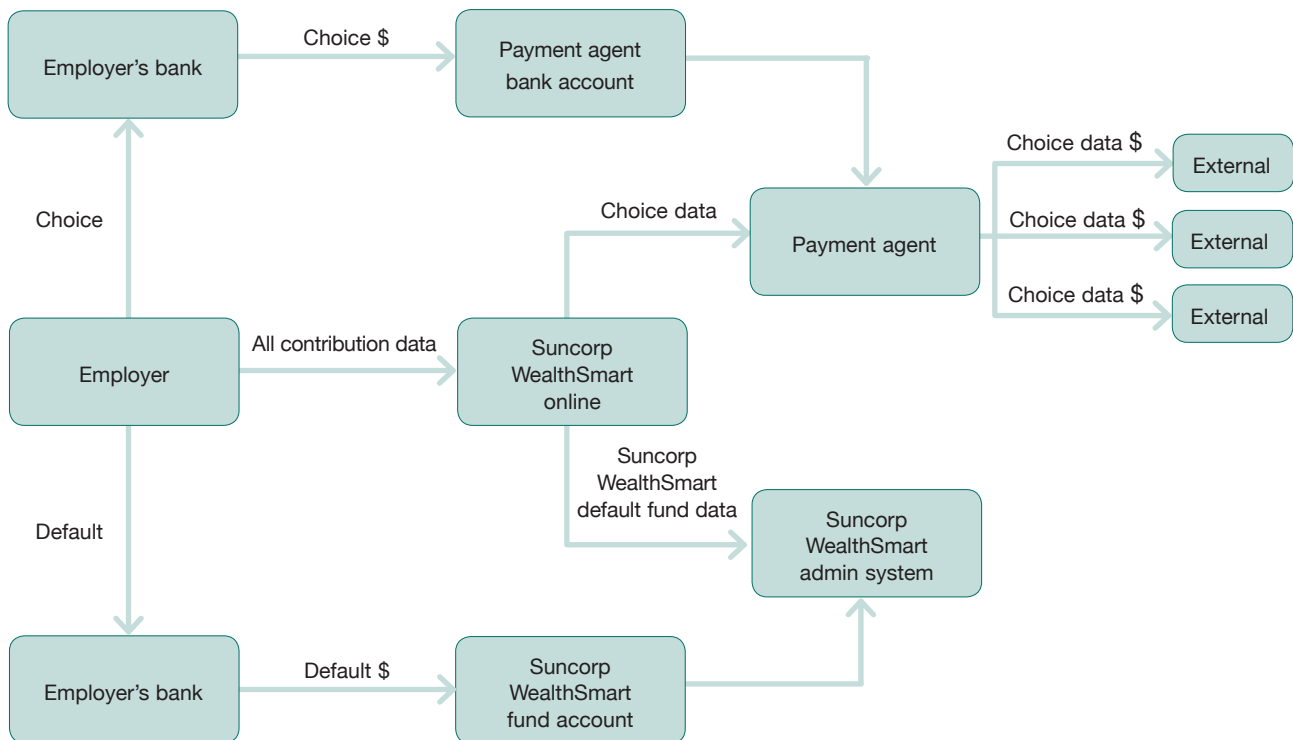 Choice $
Employer’s bank
Payment agent
bank account
Choice data $
External
Choice
Choice data
Payment agent
Choice data $
External
Choice data $
External
All contribution data
Employer
Suncorp
WealthSmart
online
Suncorp
WealthSmart
default fund data
Default
Suncorp
WealthSmart
admin system
Employer’s bank
Default $
Suncorp
WealthSmart
fund account